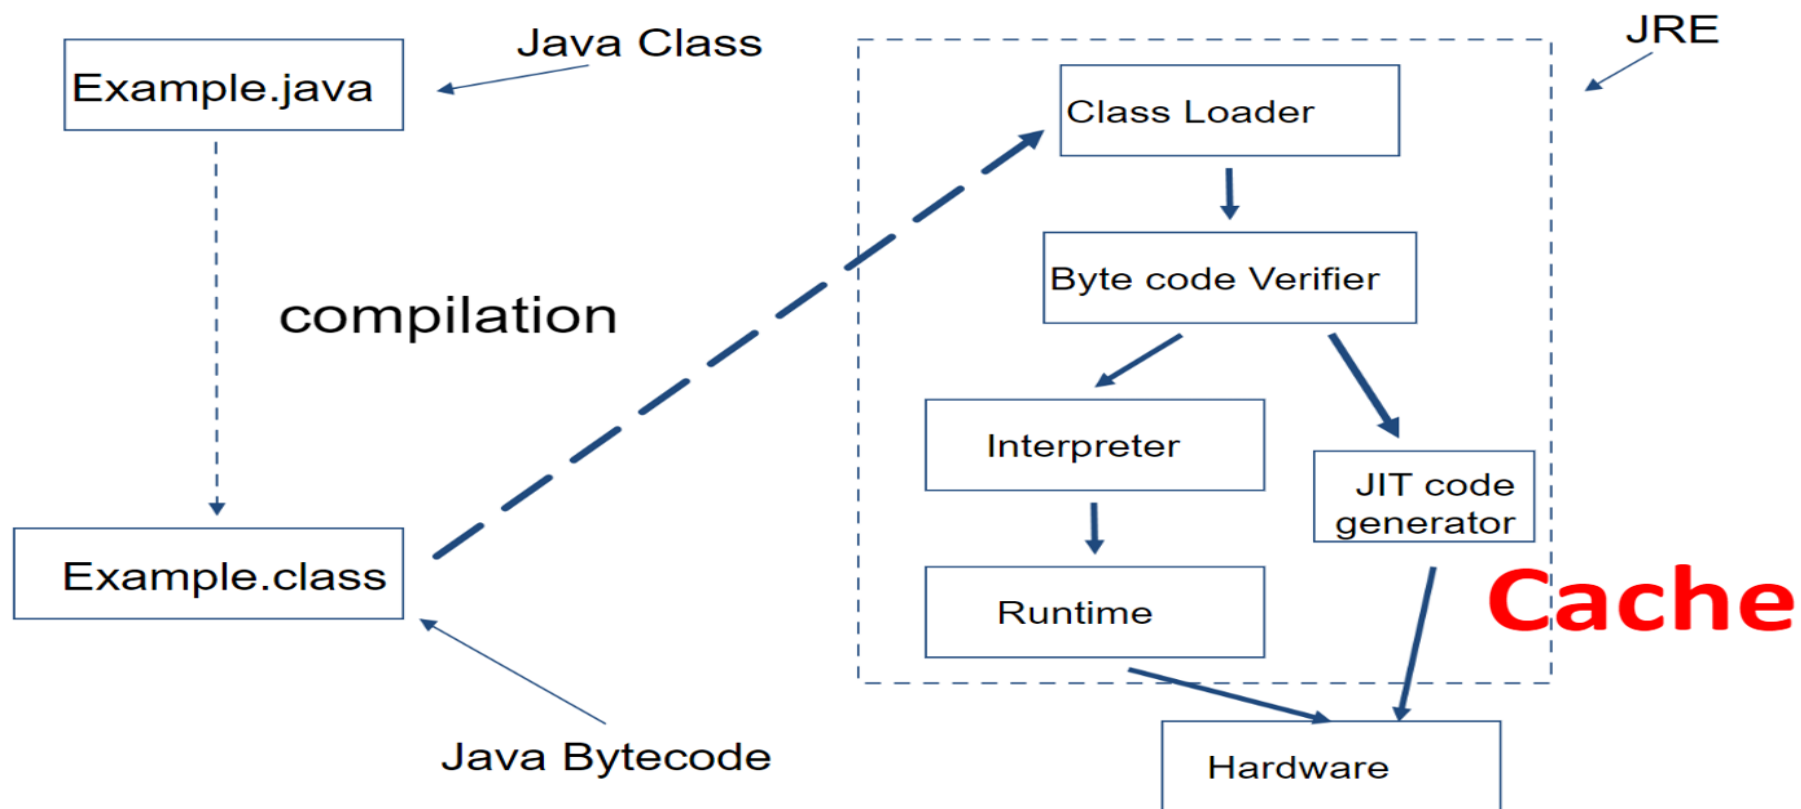 Example.java
Java Class
compilation
Example.class
Java Bytecode
JRE
Class Loader
Byte code Verifier
Interpreter
JIT code
generator
Runtime
Cache
Hardware